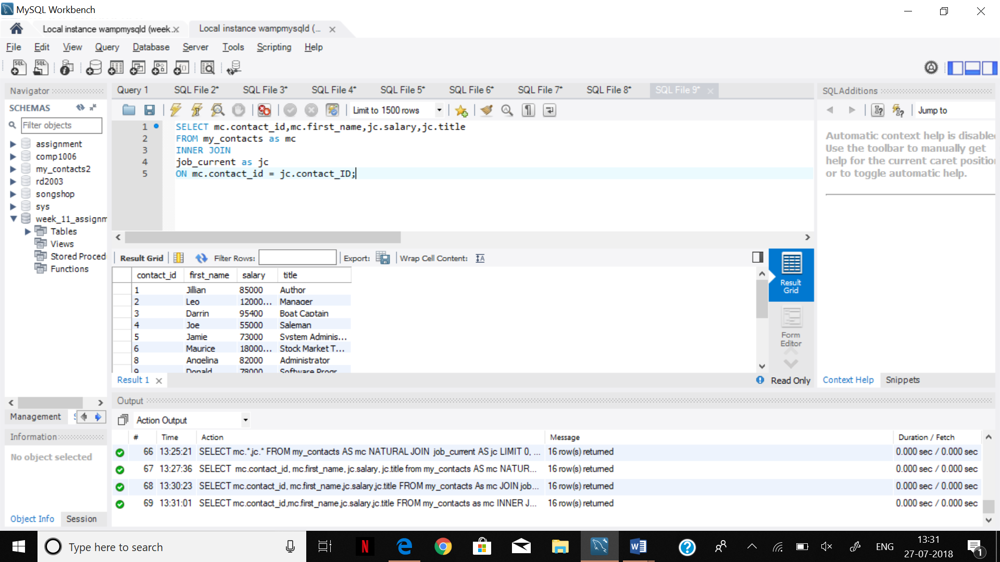 MySQL Workbench
Local instance wampmysqld (week... Local instance wampmysqld (...
File Edit View Query Database Server Tools Scripting Help
Navigator
SCHEMAS
Filter objects
assignment
comp1006
my_contacts2
rd2003
songshop
sys
week_11_assignm
Tables
Views
Stored Proced
Functions
Management
Information
No object selected
Object Info Session
Query 1 SQL File 2* SQL File 3* SQL File 4* SQL File 5* SQL File 6* SQL File 7* SQL File 8* SQL File 9*
Limit to 1500 rows
1 SELECT mc.contact_id,mc.first_name,jc.salary,jc.title
2 FROM my_contacts as mc
3 INNER JOIN
4 job_current as jc
5 ON mc.contact_id = jc.contact_ID;
Result Grid Filter Rows: Export: Wrap Cell Content:
contact_id first_name salary title
1 Jillian 85000 Author
2 Leo 12000... Manager
3 Darrin 95400 Boat Captain
4 Joe 55000 Saleman
5 Jamie 73000 System Adminis...
6 Maurice 18000... Stock Market T...
8 Angelina 82000 Administrator
9 Donald 78000 Software Progr
Result Grid
Form Editor
Result 1
Read Only
SQLAdditions
Jump to
Automatic context help is disabled
Use the toolbar to manually get
help for the current caret position
or to toggle automatic help.
Context Help Snippets
Output
Action Output
# Time Action Message Duration / Fetch
66 13:25:21 SELECT mc.*,jc.* FROM my_contacts AS mc NATURAL JOIN job_current AS jc LIMIT 0, ... 16 row(s) returned 0.000 sec / 0.000 sec
67 13:27:36 SELECT mc.contact_id, mc.first_name, jc.salary, jc.title from my_contacts AS mc NATUR... 16 row(s) returned 0.000 sec / 0.000 sec
68 13:30:23 SELECT mc.contact_id, mc.first_name,jc.salary,jc.title FROM my_contacts As mc JOIN job... 16 row(s) returned 0.000 sec / 0.000 sec
69 13:31:01 SELECT mc.contact_id,mc.first_name,jc.salary,jc.title FROM my_contacts as mc INNER J... 16 row(s) returned 0.000 sec / 0.000 sec
Type here to search
ENG
13:31
27-07-2018
1